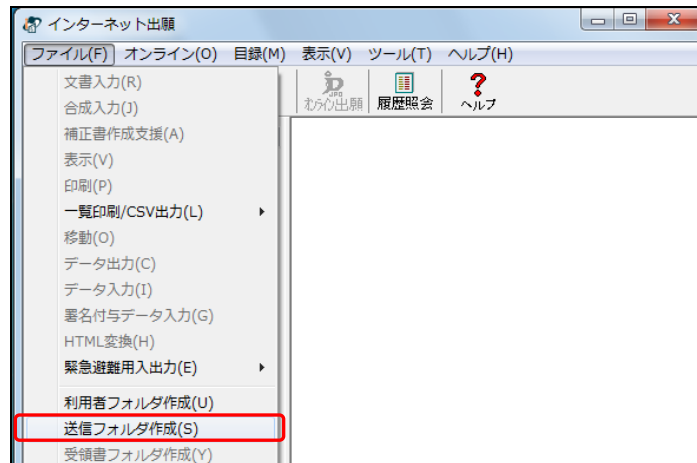 インターネット出願
ファイル(F) オンライン(O) 目録(M) 表示(V) ツール(T) ヘルプ(H)
文書入力(R)
合成入力(J)
補正書作成支援(A)
表示(V)
印刷(P)
一覧印刷/CSV出力(L)
移動(O)
データ出力(C)
データ入力(I)
署名付与データ入力(G)
HTML変換(H)
緊急避難用入出力(E)
利用者フォルダ作成(U)
送信フォルダ作成(S)
受領書フォルダ作成(Y)
JPO
オンライン出願 履歴照会 ヘルプ